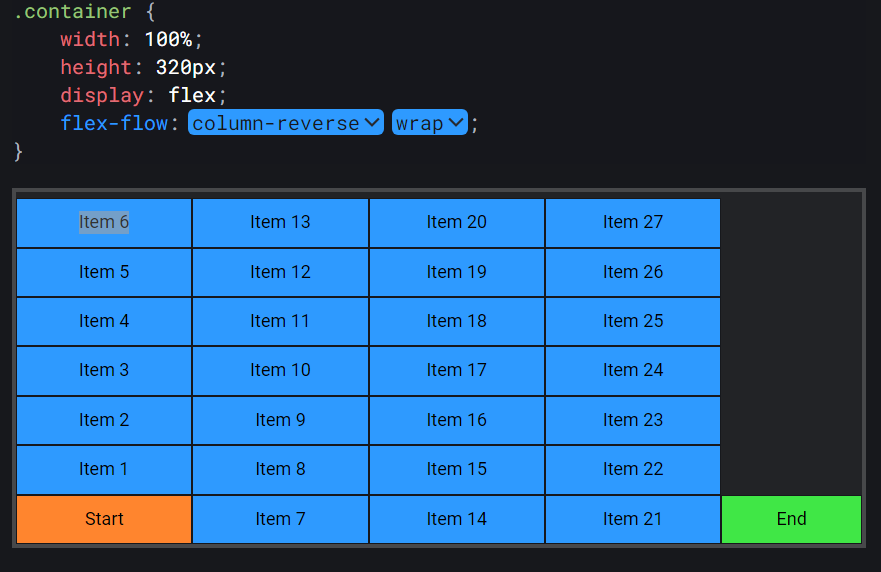 .container {
width: 100%;
height: 320px;
display: flex;
flex-flow: column-reverse wrap;
}
Item 6 Item 13 Item 20 Item 27
Item 5 Item 12 Item 19 Item 26
Item 4 Item 11 Item 18 Item 25
Item 3 Item 10 Item 17 Item 24
Item 2 Item 9 Item 16 Item 23
Item 1 Item 8 Item 15 Item 22
Start Item 7 Item 14 Item 21 End